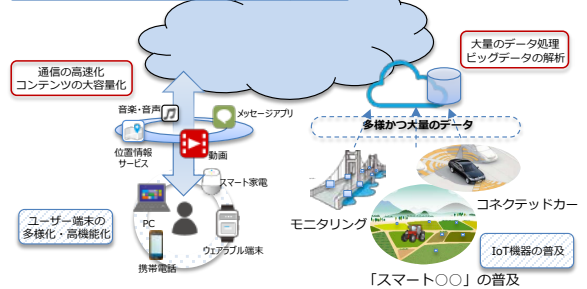 通信の高速化
コンテンツの大容量化
大量のデータ処理
ビッグデータの解析
音楽・音声
メッセージアプリ
位置情報
サービス
動画
多様かつ大量のデータ
スマート家電
ユーザー端末の
多様化・高機能化
PC
ウェアラブル端末
携帯電話
モニタリング
コネクテッドカー
IoT機器の普及
「スマート○○」の普及